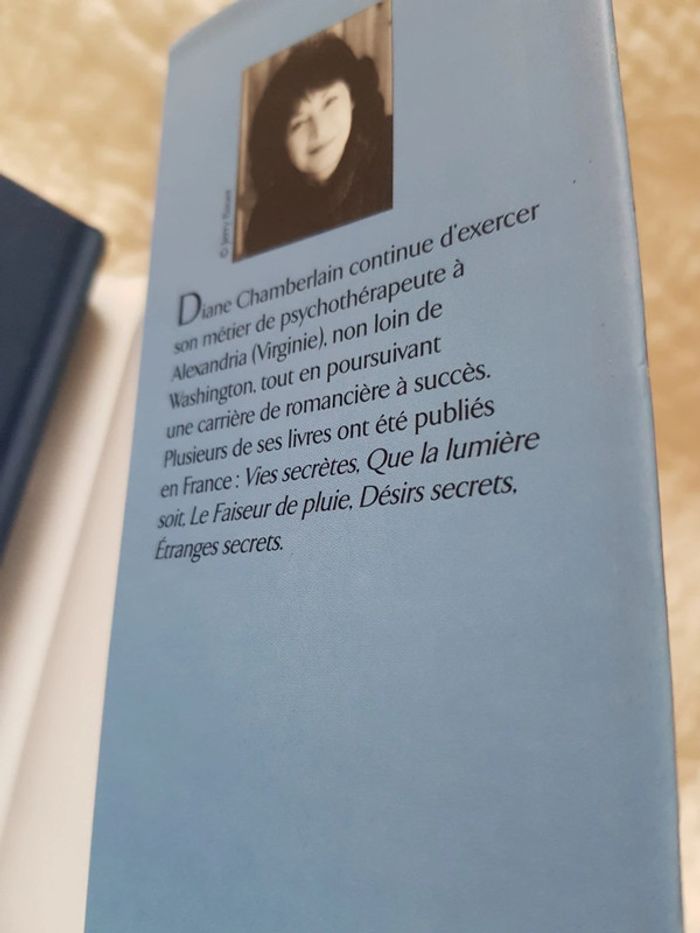 Diane Chamberlain continue d'exercer
son métier de psychothérapeute à
Alexandria (Virginie), non loin de
Washington, tout en poursuivant
une carrière de romancière à succès.
Plusieurs de ses livres ont été publiés
en France : Vies secrètes, Que la lumière
soit, Le Faiseur de pluie, Désirs secrets,
Étranges secrets.